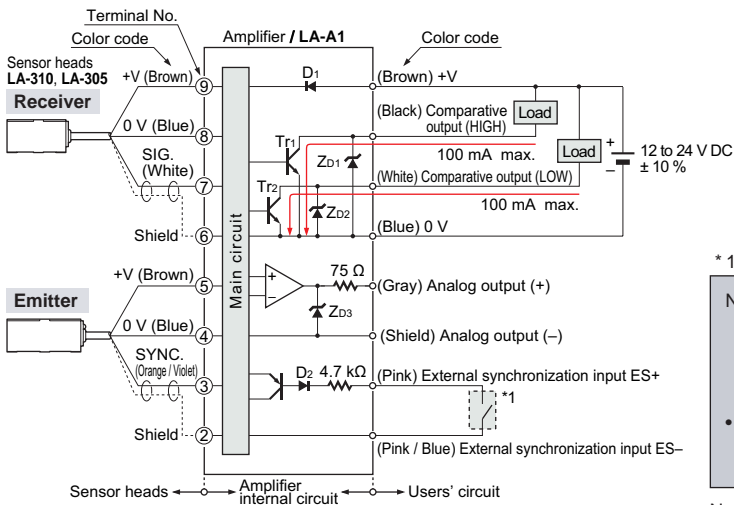 Terminal No.
Color code
Amplifier / LA-A1
Color code
Sensor heads
LA-310, LA-305
Receiver
+V (Brown)
9
D1
(Brown) +V
0 V (Blue)
8
(Black) Comparative
output (HIGH)
Load
Tr1
ZD1
100 mA max.
Load
+
–
12 to 24 V DC
± 10 %
SIG.
(White)
7
(White) Comparative output (LOW)
Tr2
ZD2
100 mA max.
Shield
6
(Blue) 0 V
Main circuit
+V (Brown)
5
+
–
75 Ω
(Gray) Analog output (+)
Emitter
ZD3
0 V (Blue)
4
(Shield) Analog output (–)
SYNC.
(Orange / Violet)
3
D2
4.7 kΩ
(Pink) External synchronization input ES+
*1
Shield
2
(Pink / Blue) External synchronization input ES–
Sensor heads
Amplifier
internal circuit
Users' circuit
* 1
N
•